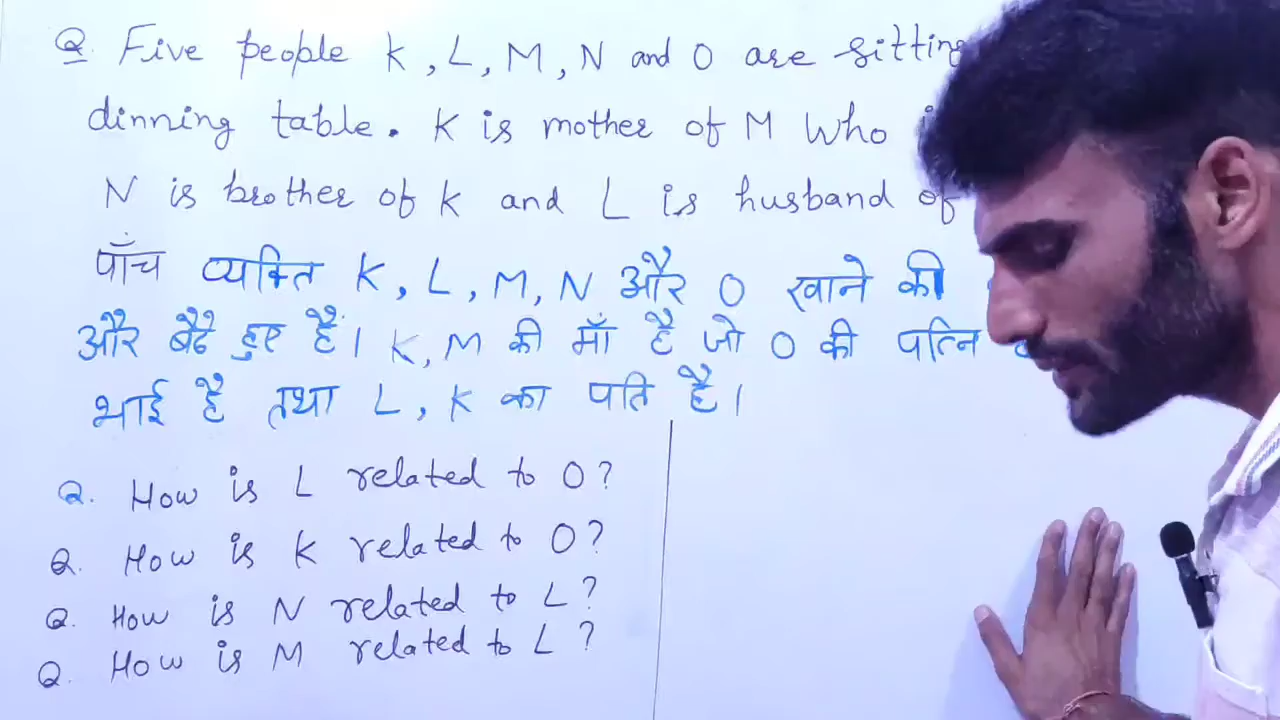 Q. Five people K, L, M, N and O are sitting
dinning table. K is mother of M Who
N is brother of K and L is husband of
पाँच व्यक्ति K, L, M, N और O खाने की
और बैठे हुए हैं। K, M की माँ है जो O की पत्नि
भाई है तथा L, K का पति है।
Q. How is L related to O?
Q. How is K related to O?
Q. How is N related to L?
Q. How is M related to L?